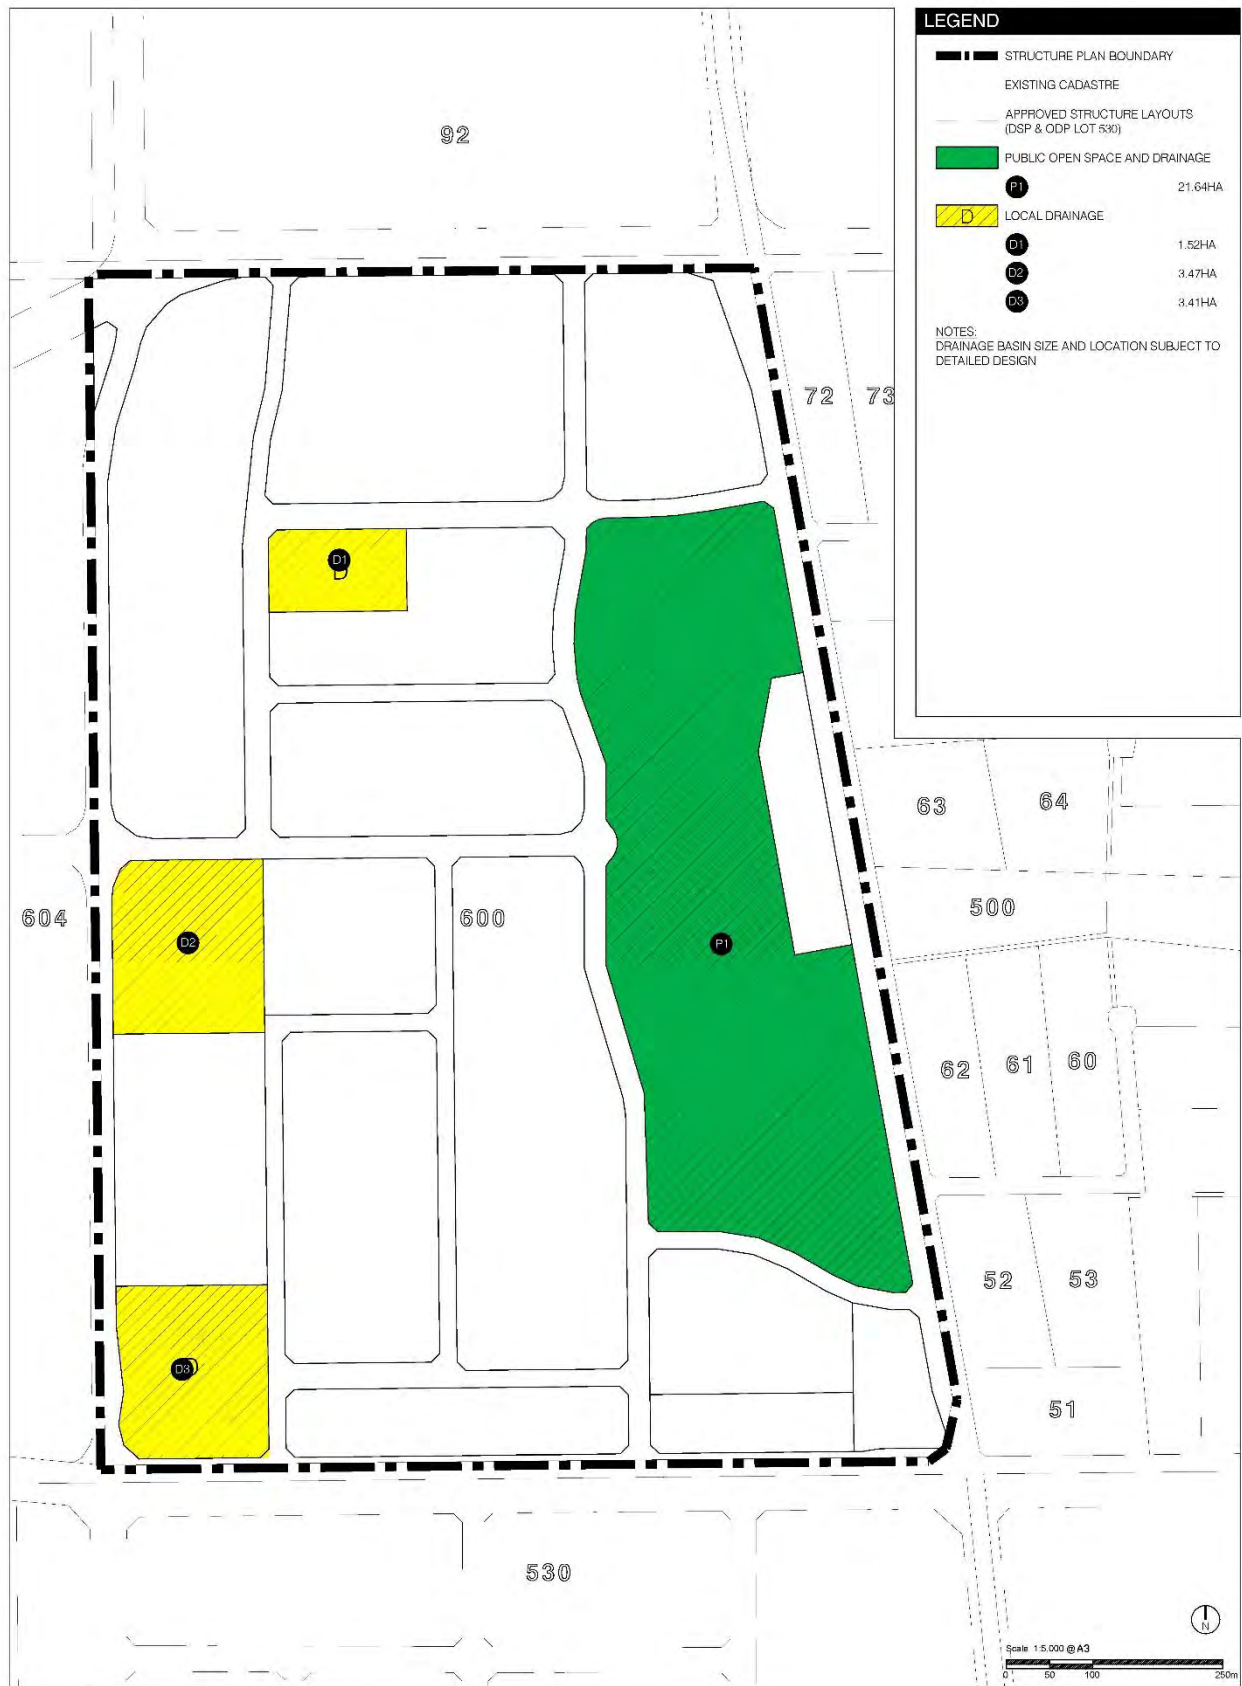 LEGEND
STRUCTURE PLAN BOUNDARY
EXISTING CADASTRE
APPROVED STRUCTURE LAYOUTS
(DSP & ODP LOT 530)
PUBLIC OPEN SPACE AND DRAINAGE
P1 21.64HA
D LOCAL DRAINAGE
D1 1.52HA
D2 3.47HA
D3 3.41HA
NOTES:
DRAINAGE BASIN SIZE AND LOCATION SUBJECT TO
DETAILED DESIGN
92
72 73
D1
D
63 64
604
600
500
D2
P1
62 61 60
52 53
D3
D
51
530
N
Scale 1:5,000 @ A3
0 50 100 250m